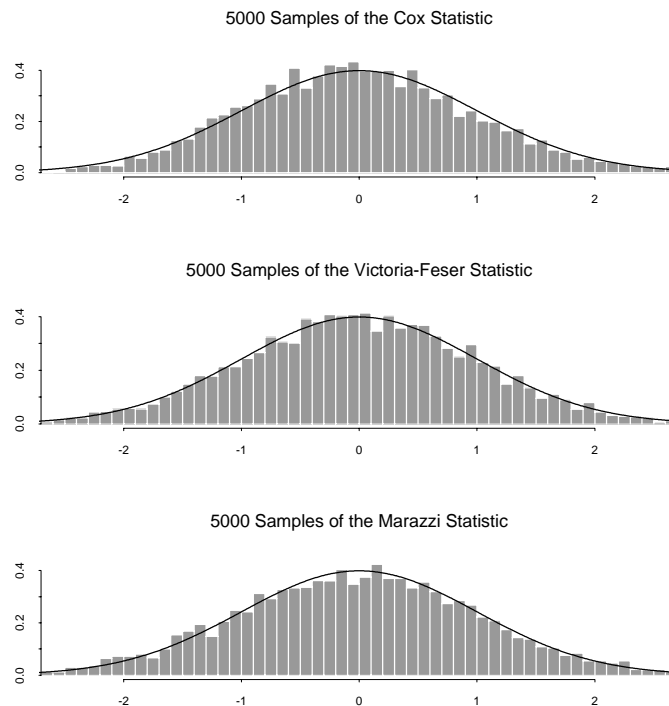 5000 Samples of the Cox Statistic
0.4
0.2
0.0
-2 -1 0 1 2
5000 Samples of the Victoria-Feser Statistic
0.4
0.2
0.0
-2 -1 0 1 2
5000 Samples of the Marazzi Statistic
0.4
0.2
0.0
-2 -1 0 1 2